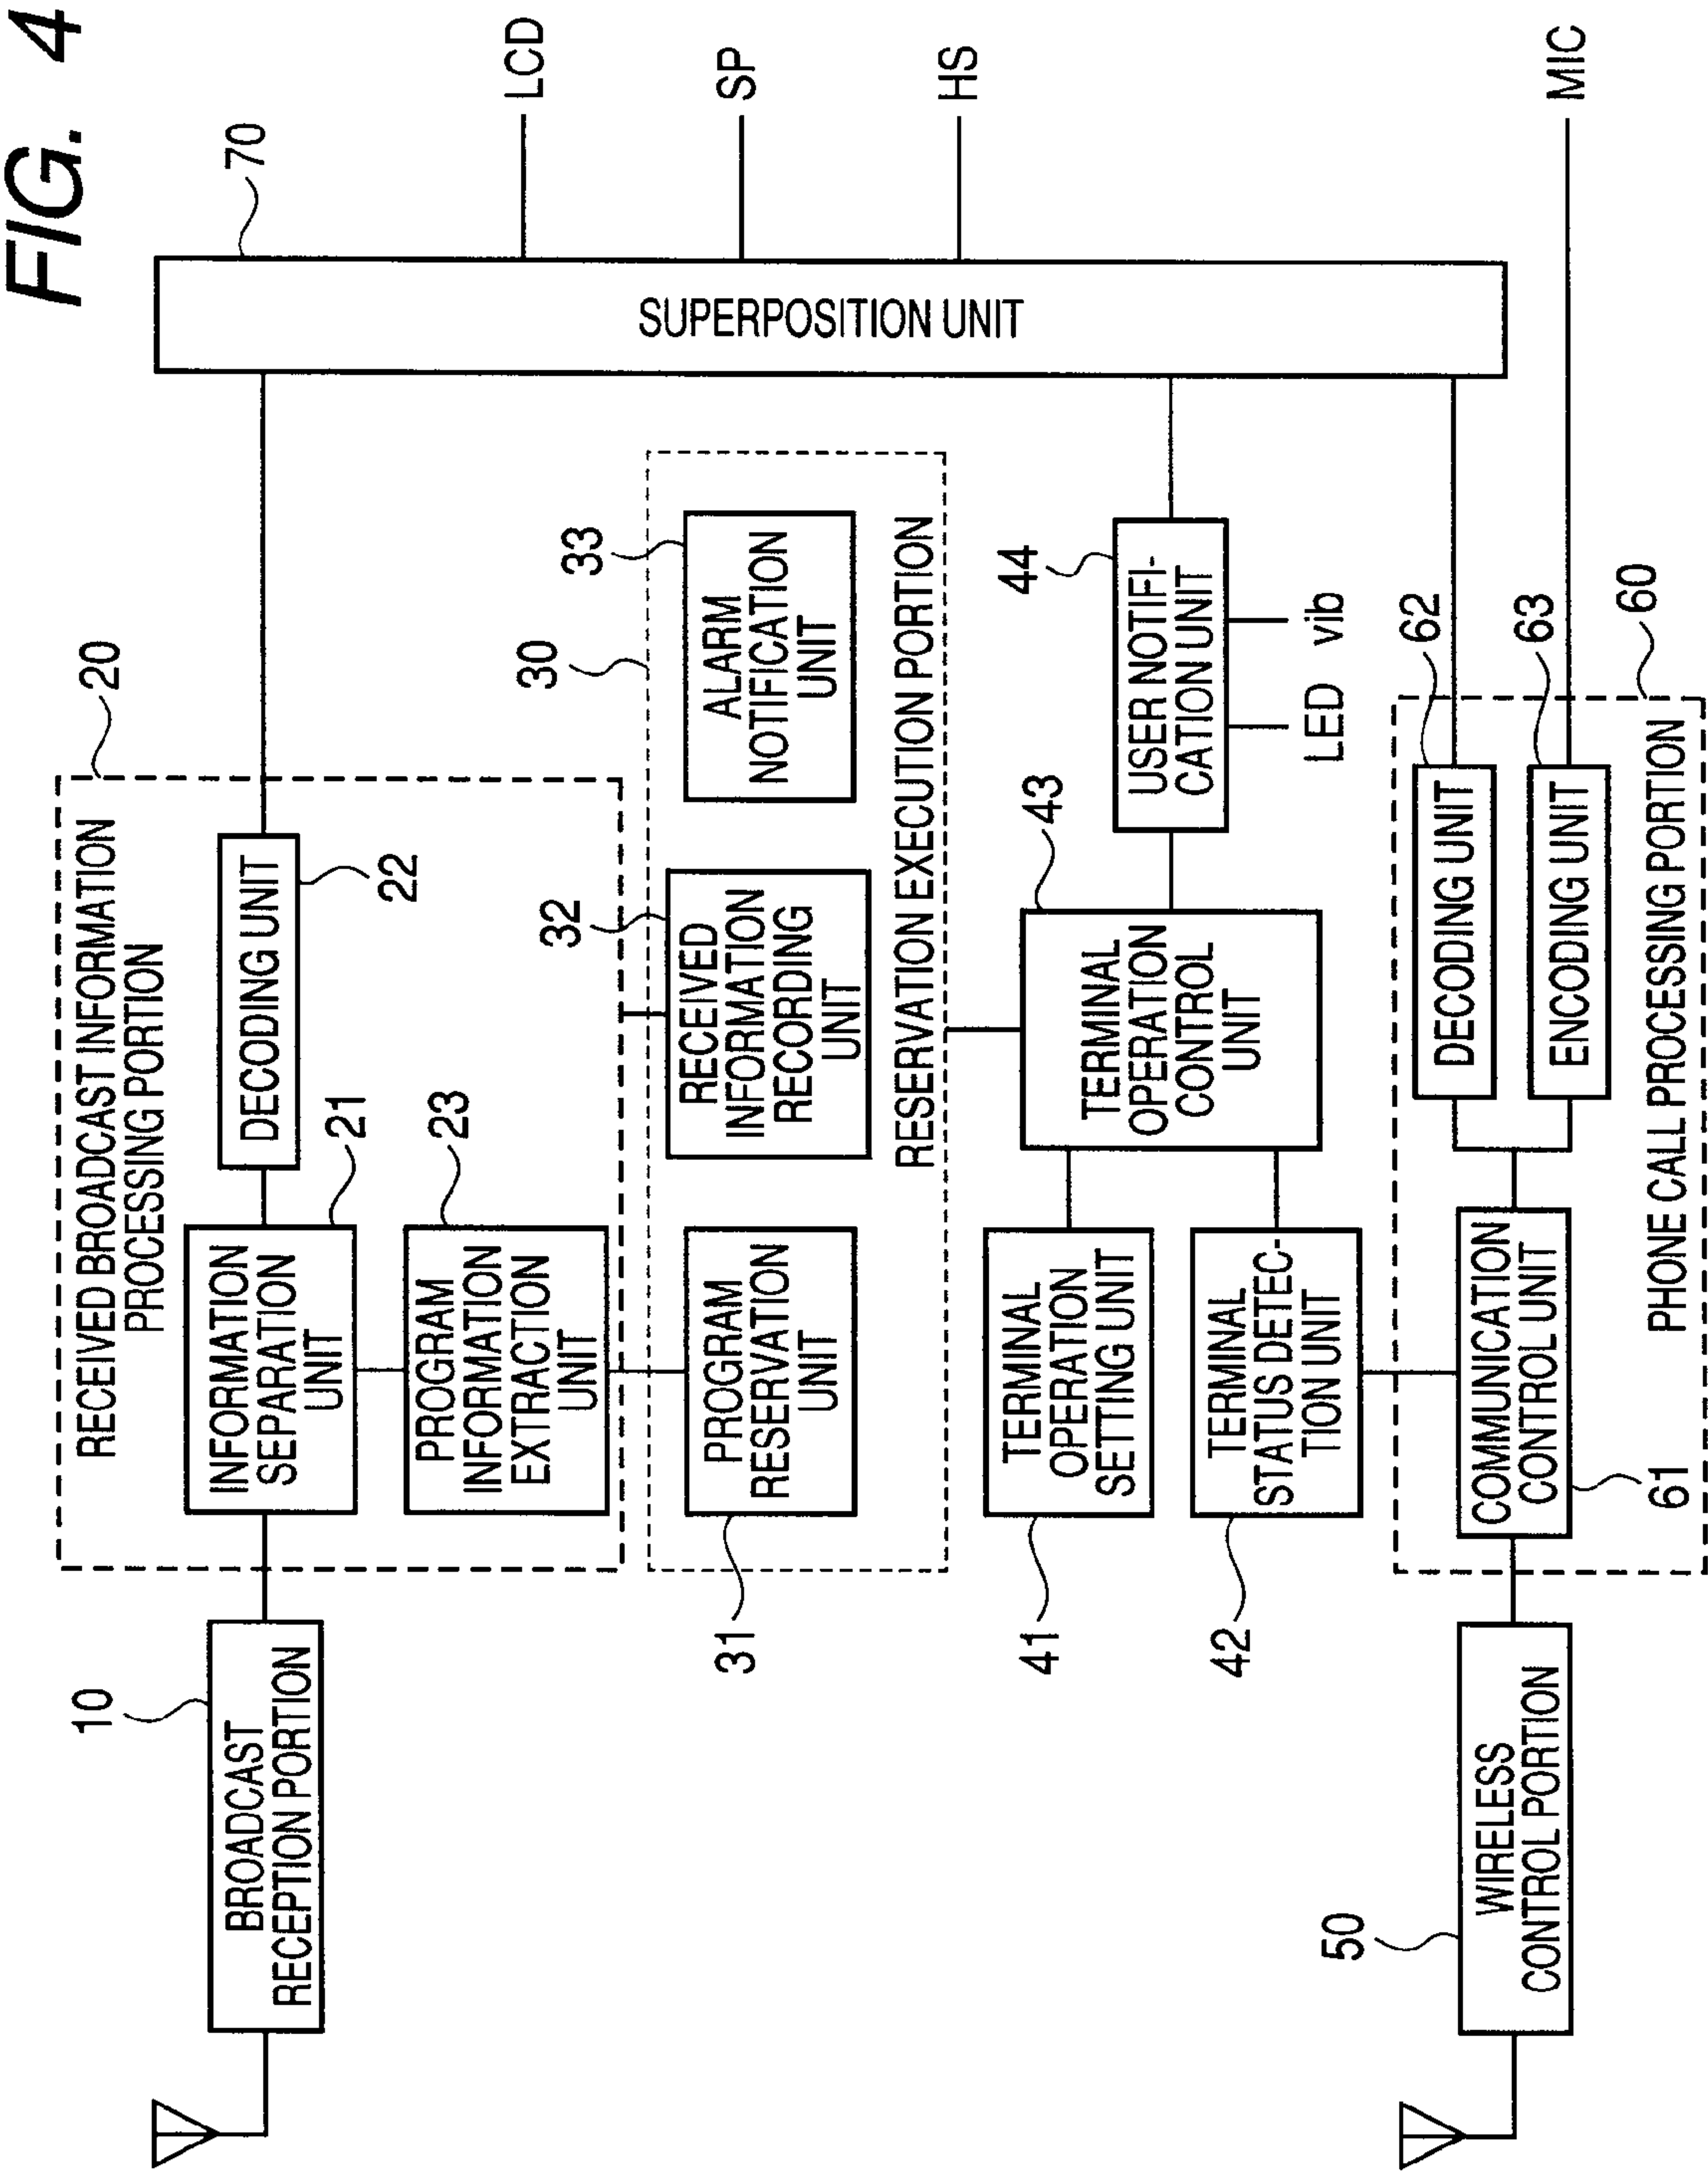 FIG. 4
RECEIVED BROADCAST INFORMATION
PROCESSING PORTION
20
10
BROADCAST
RECEPTION PORTION
INFORMATION
SEPARATION
UNIT
21
DECODING UNIT
22
PROGRAM
INFORMATION
EXTRACTION
UNIT
23
70
SUPERPOSITION UNIT
LCD
SP
HS
MIC
30
31
PROGRAM
RESERVATION
UNIT
32
RECEIVED
INFORMATION
RECORDING
UNIT
33
ALARM
NOTIFICATION
UNIT
RESERVATION EXECUTION PORTION
41
TERMINAL
OPERATION
SETTING UNIT
42
TERMINAL
STATUS DETEC-
TION UNIT
43
TERMINAL
OPERATION
CONTROL
UNIT
44
USER NOTIFI-
CATION UNIT
LED
vib
50
WIRELESS
CONTROL PORTION
COMMUNICATION
CONTROL UNIT
61
62
DECODING UNIT
63
ENCODING UNIT
60
PHONE CALL PROCESSING PORTION